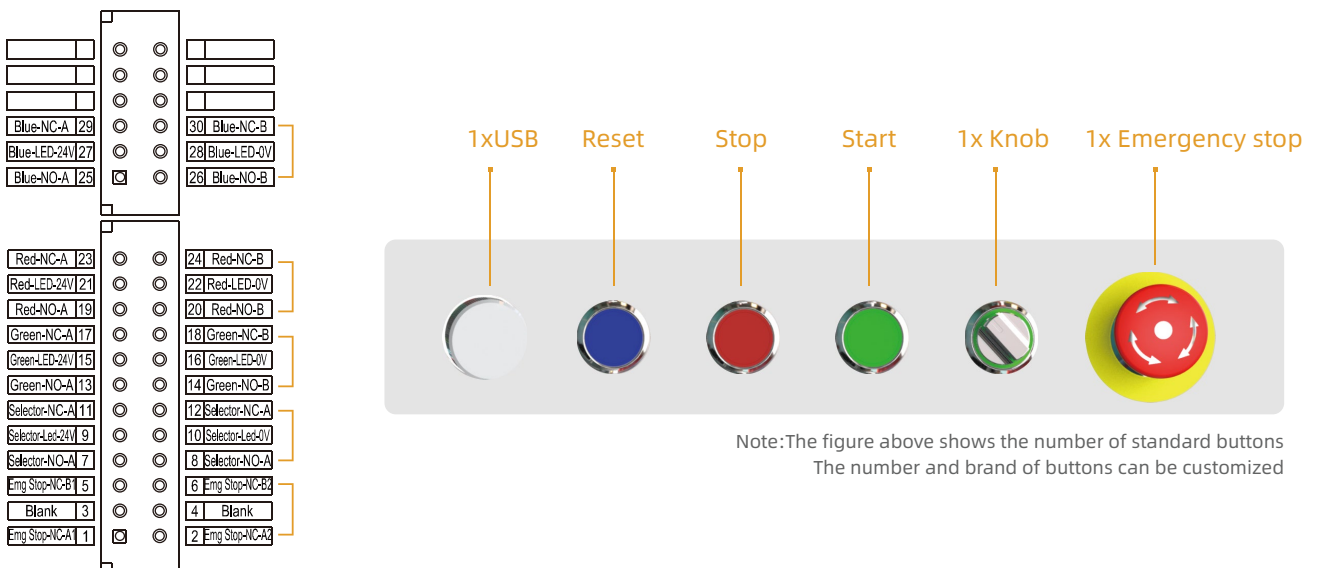 Blue-NC-A 29
30 Blue-NC-B
Blue-LED-24V 27
28 Blue-LED-0V
Blue-NO-A 25
26 Blue-NO-B
Red-NC-A 23
24 Red-NC-B
Red-LED-24V 21
22 Red-LED-0V
Red-NO-A 19
20 Red-NO-B
Green-NC-A 17
18 Green-NC-B
Green-LED-24V 15
16 Green-LED-0V
Green-NO-A 13
14 Green-NO-B
Selector-NC-A 11
12 Selector-NC-A
Selector-Led-24V 9
10 Selector-Led-0V
Selector-NO-A 7
8 Selector-NO-A
Emg Stop-NC-B1 5
6 Emg Stop-NC-B2
Blank 3
4 Blank
Emg Stop-NC-A1 1
2 Emg Stop-NC-A2
1xUSB
Reset
Stop
Start
1x Knob
1x Emergency stop
Note:The figure above shows the number of standard buttons
The number and brand of buttons can be customized